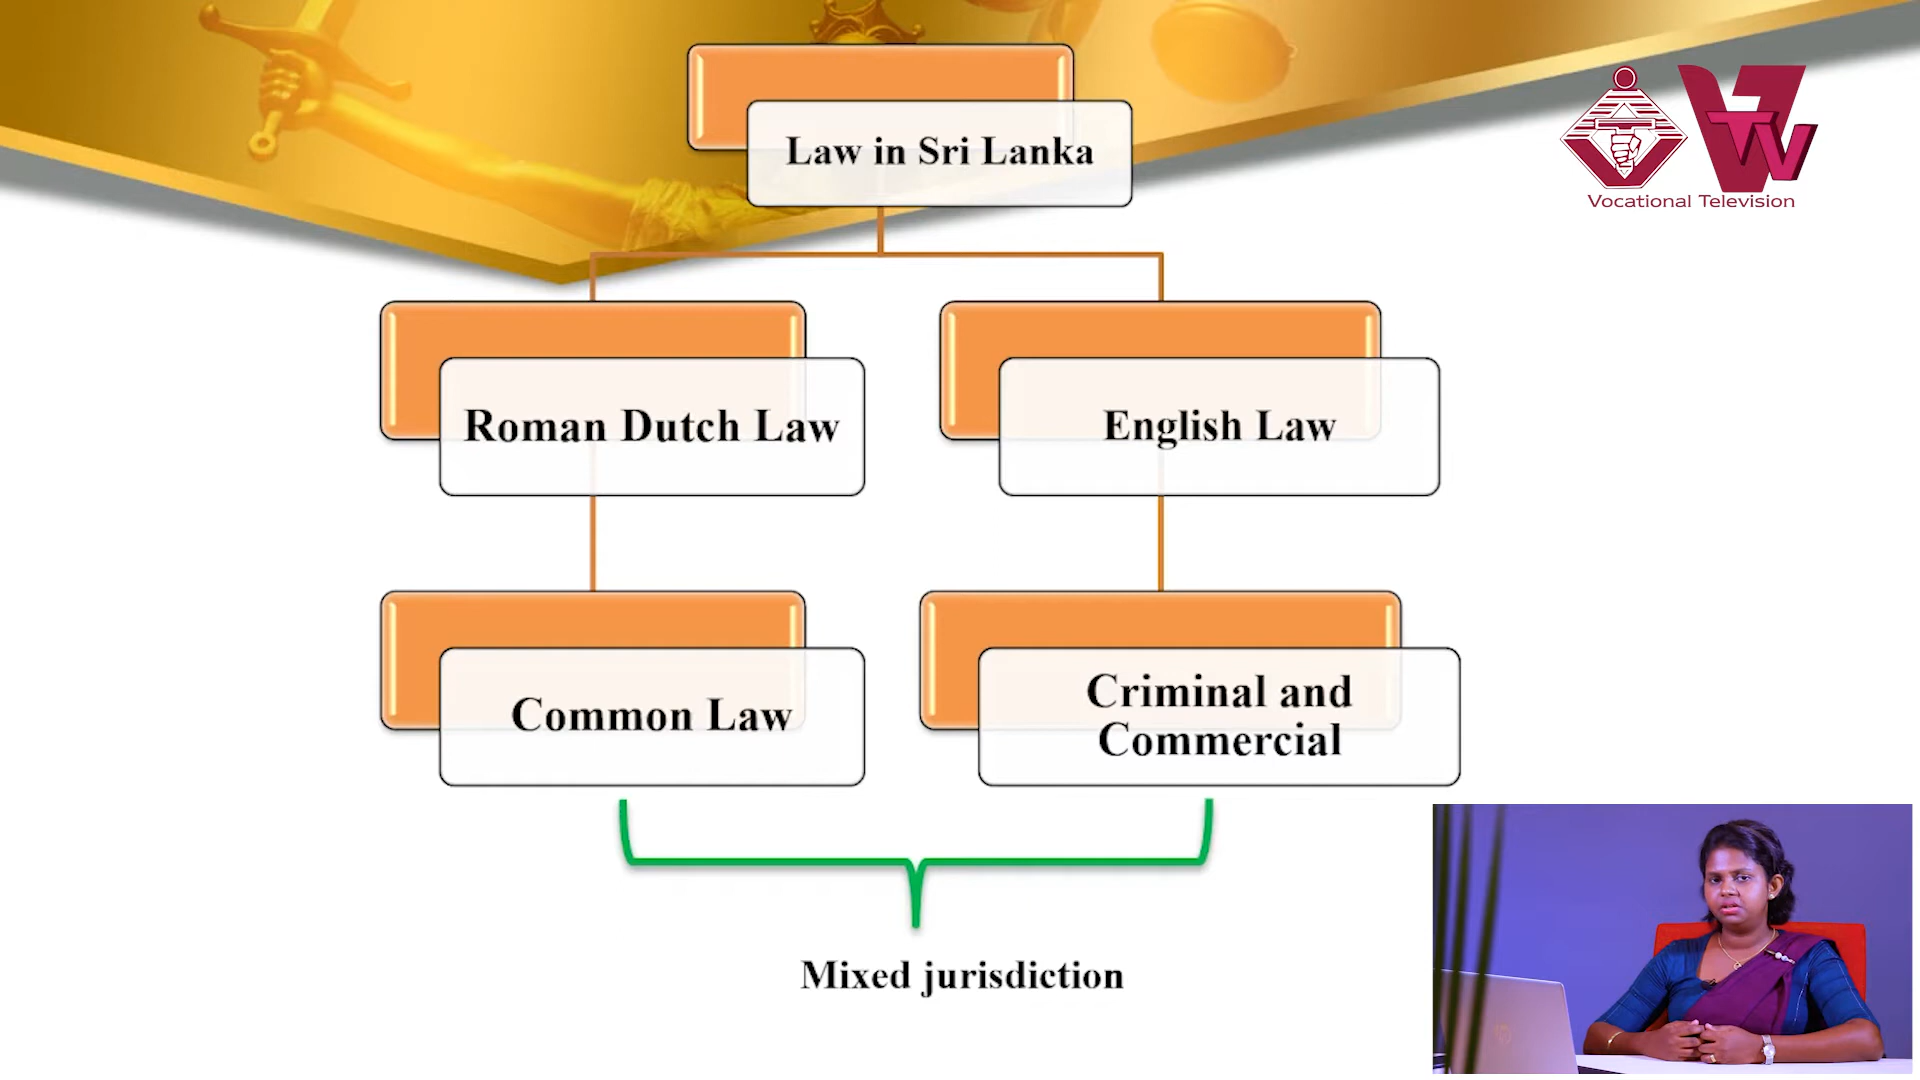 Law in Sri Lanka
Vocational Television
Roman Dutch Law
English Law
Common Law
Criminal and
Commercial
Mixed jurisdiction